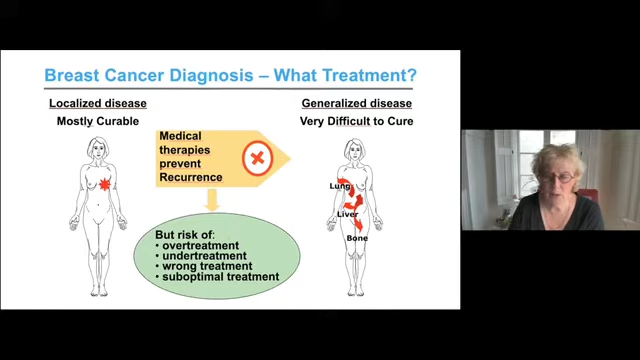 Breast Cancer Diagnosis – What Treatment?
Localized disease
Mostly Curable
Medical
therapies
prevent
Recurrence
Generalized disease
Very Difficult to Cure
Lung
Liver
Bone
But risk of:
• overtreatment
• undertreatment
• wrong treatment
• suboptimal treatment